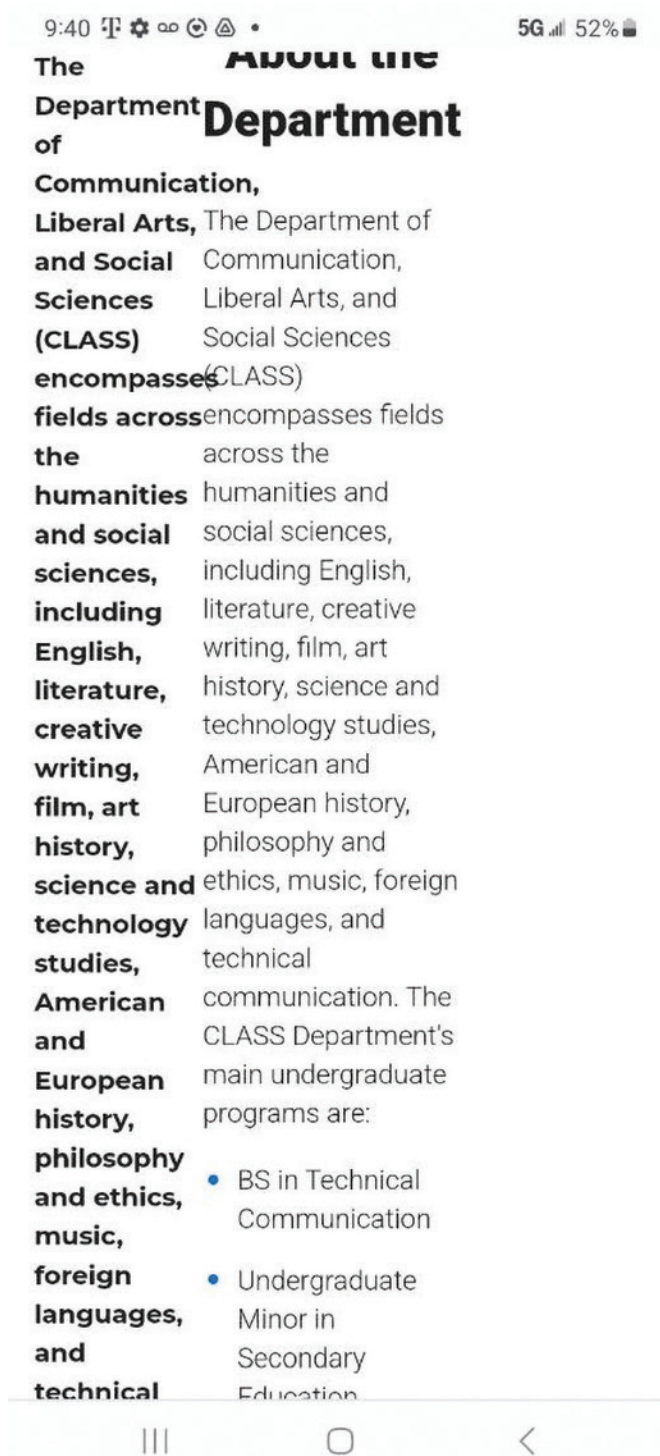 9:40
5G 52%
The
Department
of
Communication,
Liberal Arts,
and Social
Sciences
(CLASS)
encompasses
fields across
the
humanities
and social
sciences,
including
English,
literature,
creative
writing,
film, art
history,
science and
technology
studies,
American
and
European
history,
philosophy
and ethics,
music,
foreign
languages,
and
technical
About the
Department
The Department of
Communication,
Liberal Arts, and
Social Sciences
(CLASS)
encompasses fields
across the
humanities and
social sciences,
including English,
literature, creative
writing, film, art
history, science and
technology studies,
American and
European history,
philosophy and
ethics, music, foreign
languages, and
technical
communication. The
CLASS Department's
main undergraduate
programs are:
• BS in Technical
Communication
• Undergraduate
Minor in
Secondary
Education